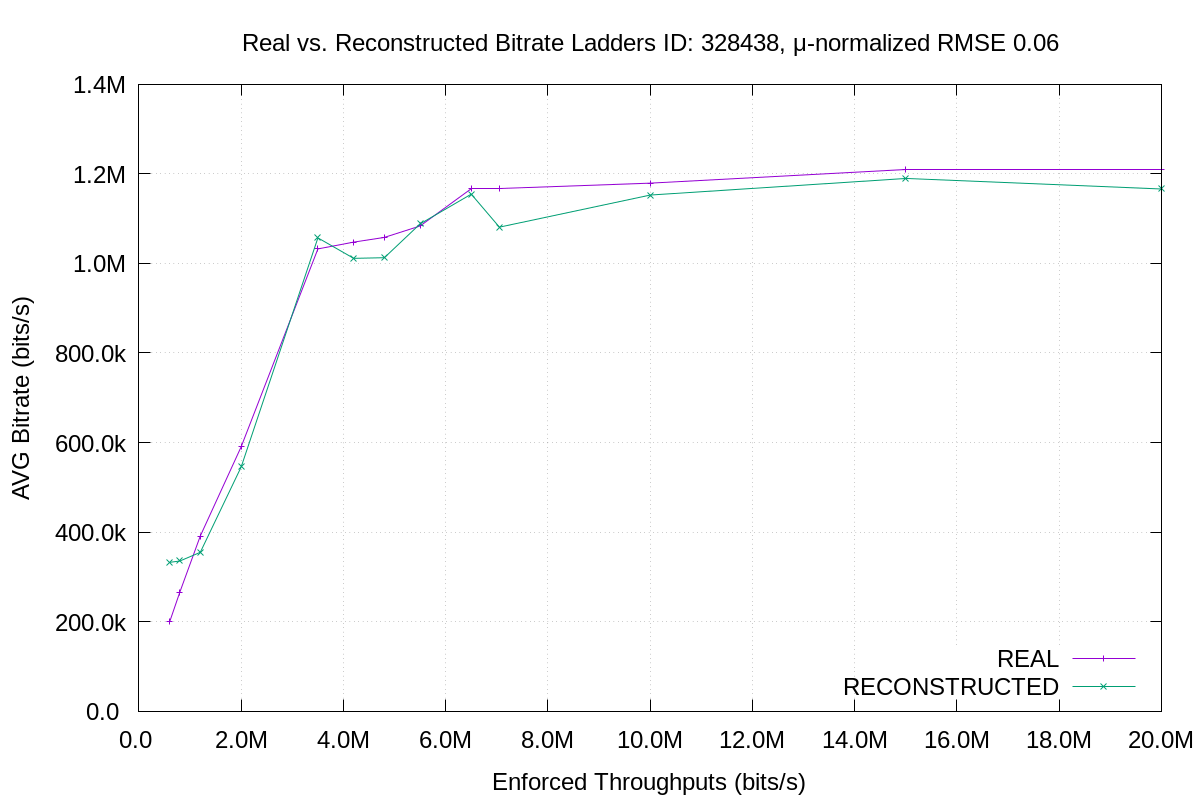 Real vs. Reconstructed Bitrate Ladders ID: 328438, μ-normalized RMSE 0.06
1.4M
1.2M
1.0M
800.0k
600.0k
400.0k
200.0k
0.0
AVG Bitrate (bits/s)
REAL
RECONSTRUCTED
0.0 2.0M 4.0M 6.0M 8.0M 10.0M 12.0M 14.0M 16.0M 18.0M 20.0M
Enforced Throughputs (bits/s)